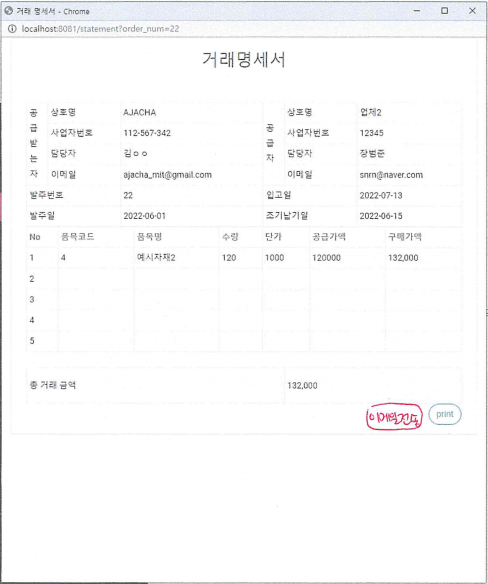 거래 명세서 - Chrome
localhost:8081/statement?order_num=22
거래명세서
공급받는자 상호명 AJACHA 공급자 상호명 업체2
사업자번호 112-567-342 사업자번호 12345
담당자 김ㅇㅇ 담당자 장범준
이메일 ajacha_mit@gmail.com 이메일 snrn@naver.com
발주번호 22 입고일 2022-07-13
발주일 2022-06-01 조기납기일 2022-06-15
No 품목코드 품목명 수량 단가 공급가액 구매가액
1 4 예시자재2 120 1000 120000 132,000
2
3
4
5
총 거래 금액 132,000
이메일전송 print